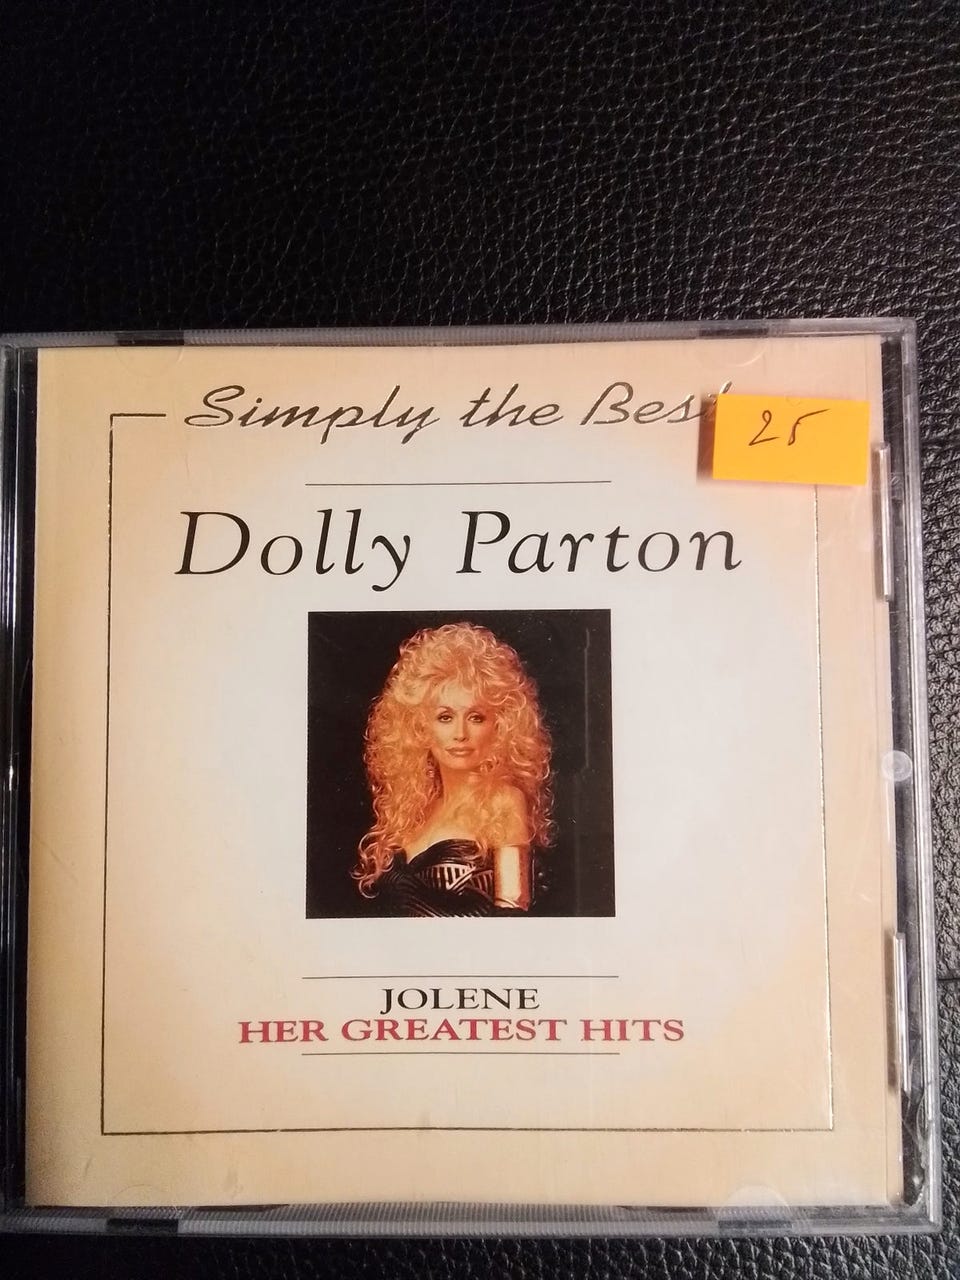 Simply the Best
25
Dolly Parton
JOLENE
HER GREATEST HITS